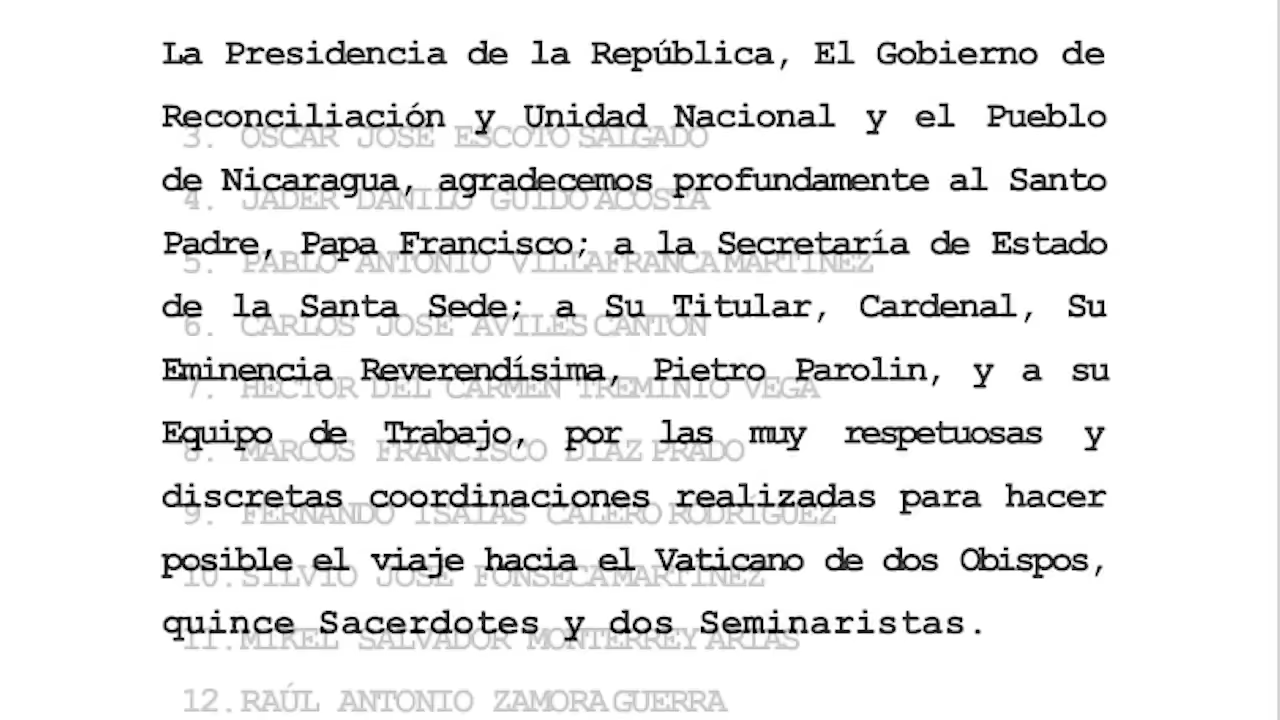 La Presidencia de la República, El Gobierno de
Reconciliación y Unidad Nacional y el Pueblo
3. OSCAR JOSE ESCOTO SALGADO
de Nicaragua, agradecemos profundamente al Santo
4. JADER DANILO GUIDO ACOSTA
Padre, Papa Francisco; a la Secretaría de Estado
5. PABLO ANTONIO VILLAFRANCA MARTINEZ
de la Santa Sede; a Su Titular, Cardenal, Su
6. CARLOS JOSE AVILES CANTON
Eminencia Reverendísima, Pietro Parolin, y a su
7. HECTOR DEL CARMEN TREMINIO VEGA
Equipo de Trabajo, por las muy respetuosas y
8. MARCOS FRANCISCO DIAZ PRADO
discretas coordinaciones realizadas para hacer
9. FERNANDO ISAIAS CALERO RODRÍGUEZ
posible el viaje hacia el Vaticano de dos Obispos,
10. SILVIO JOSE FONSECA MARTINEZ
quince Sacerdotes y dos Seminaristas.
11. MIKEL SALVADOR MONTERREY ARIAS
12. RAÚL ANTONIO ZAMORA GUERRA